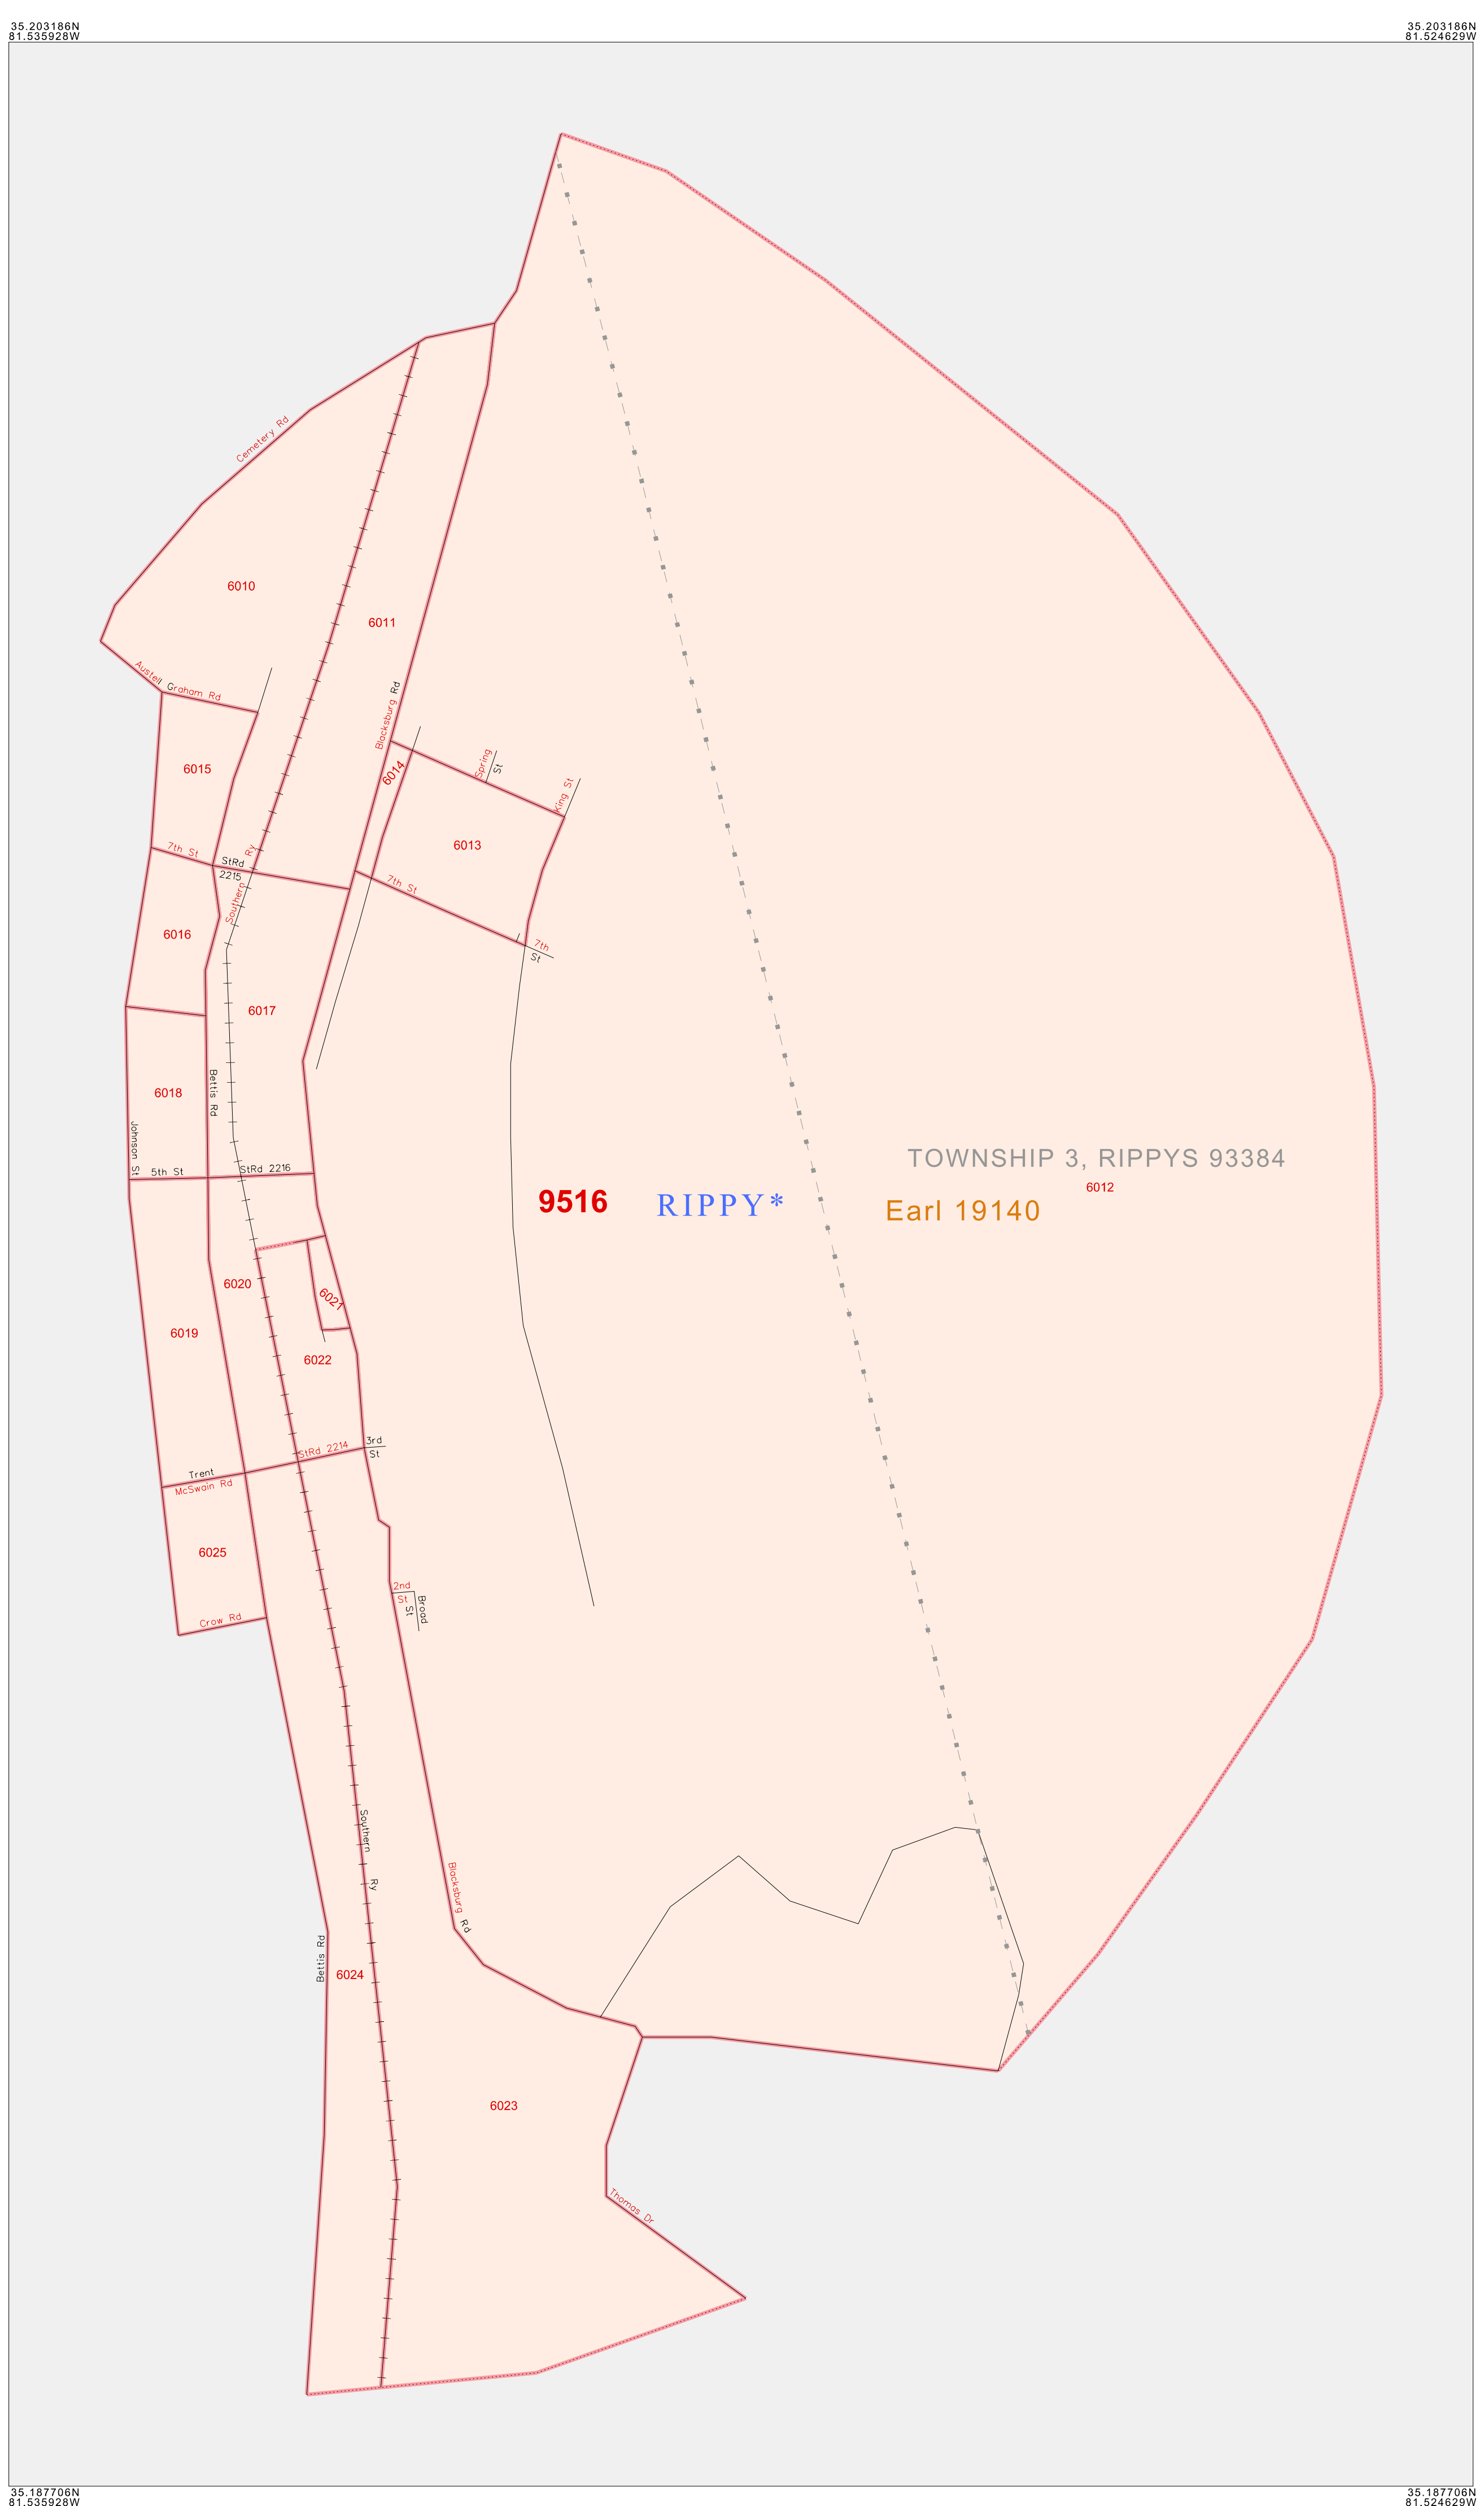 35.203186N
81.535928W
35.203186N
81.524629W
Cemetery Rd
6010
6011
Austell Graham Rd
Blacksburg Rd
6014
Spring
St
King St
6015
6013
7th St
StRd
2215
Southern Ry
7th St
6016
7th
St
6017
6018
Bettis Rd
Johnson St
5th St
StRd 2216
TOWNSHIP 3, RIPPYS 93384
6012
9516
RIPPY*
Earl 19140
6020
6021
6019
6022
3rd
St
StRd 2214
Trent
McSwain Rd
6025
2nd
St
Broad
St
Crow Rd
Southern Ry
Blacksburg Rd
Bettis Rd
6024
6023
Thomas Dr
35.187706N
81.535928W
35.187706N
81.524629W